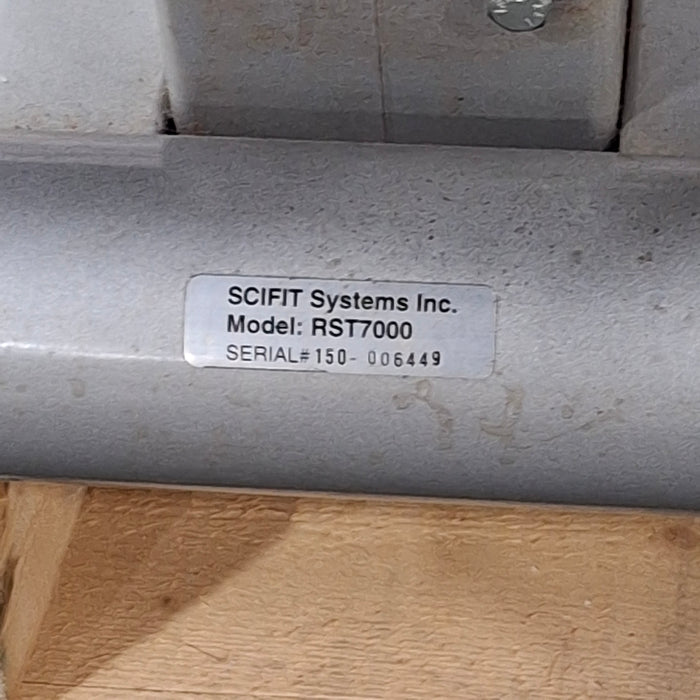 SCIFIT Systems Inc.
Model: RST7000
SERIAL# 150- 006449